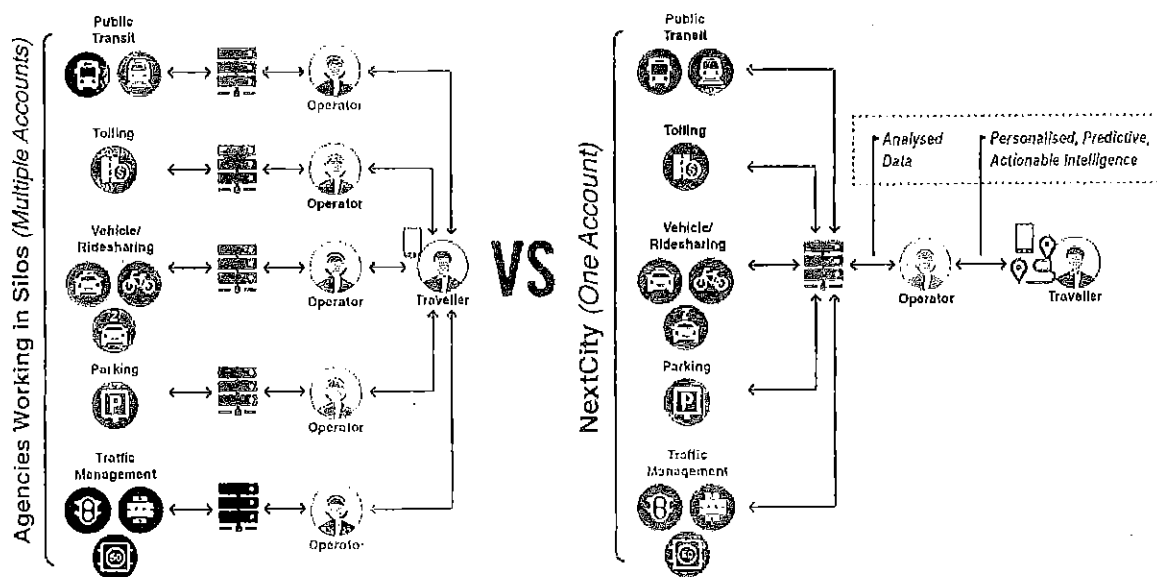 Agencies Working in Silos (Multiple Accounts)
Public
Transit
Operator
Tolling
Operator
Vehicle/
Ridesharing
Operator
Traveller
Parking
Operator
Traffic
Management
Operator
VS
NextCity (One Account)
Public
Transit
Tolling
Vehicle/
Ridesharing
Parking
P
Traffic
Management
Operator
Traveller
Analysed
Data
Personalised, Predictive,
Actionable Intelligence